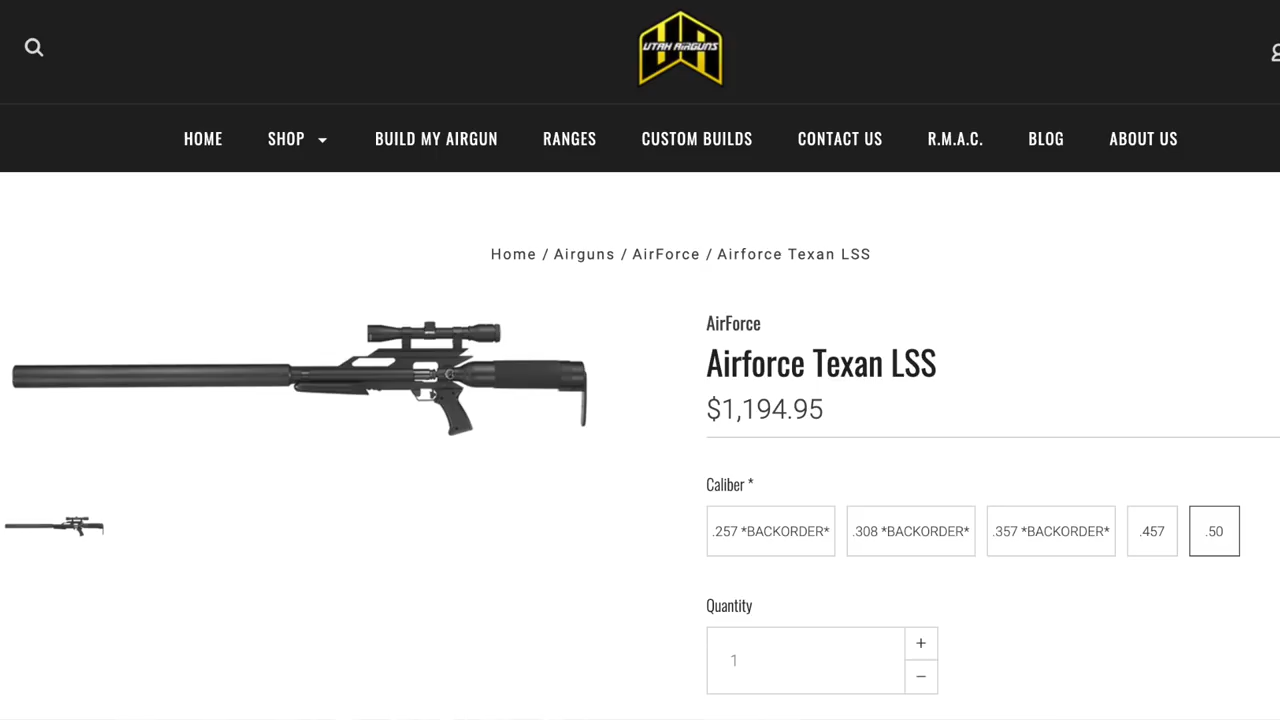 UTAH AIRGUNS
HOME SHOP BUILD MY AIRGUN RANGES CUSTOM BUILDS CONTACT US R.M.A.C. BLOG ABOUT US
Home / Airguns / AirForce / Airforce Texan LSS
AirForce
Airforce Texan LSS
$1,194.95
Caliber *
.257 *BACKORDER* .308 *BACKORDER* .357 *BACKORDER* .457 .50
Quantity
1
+
−